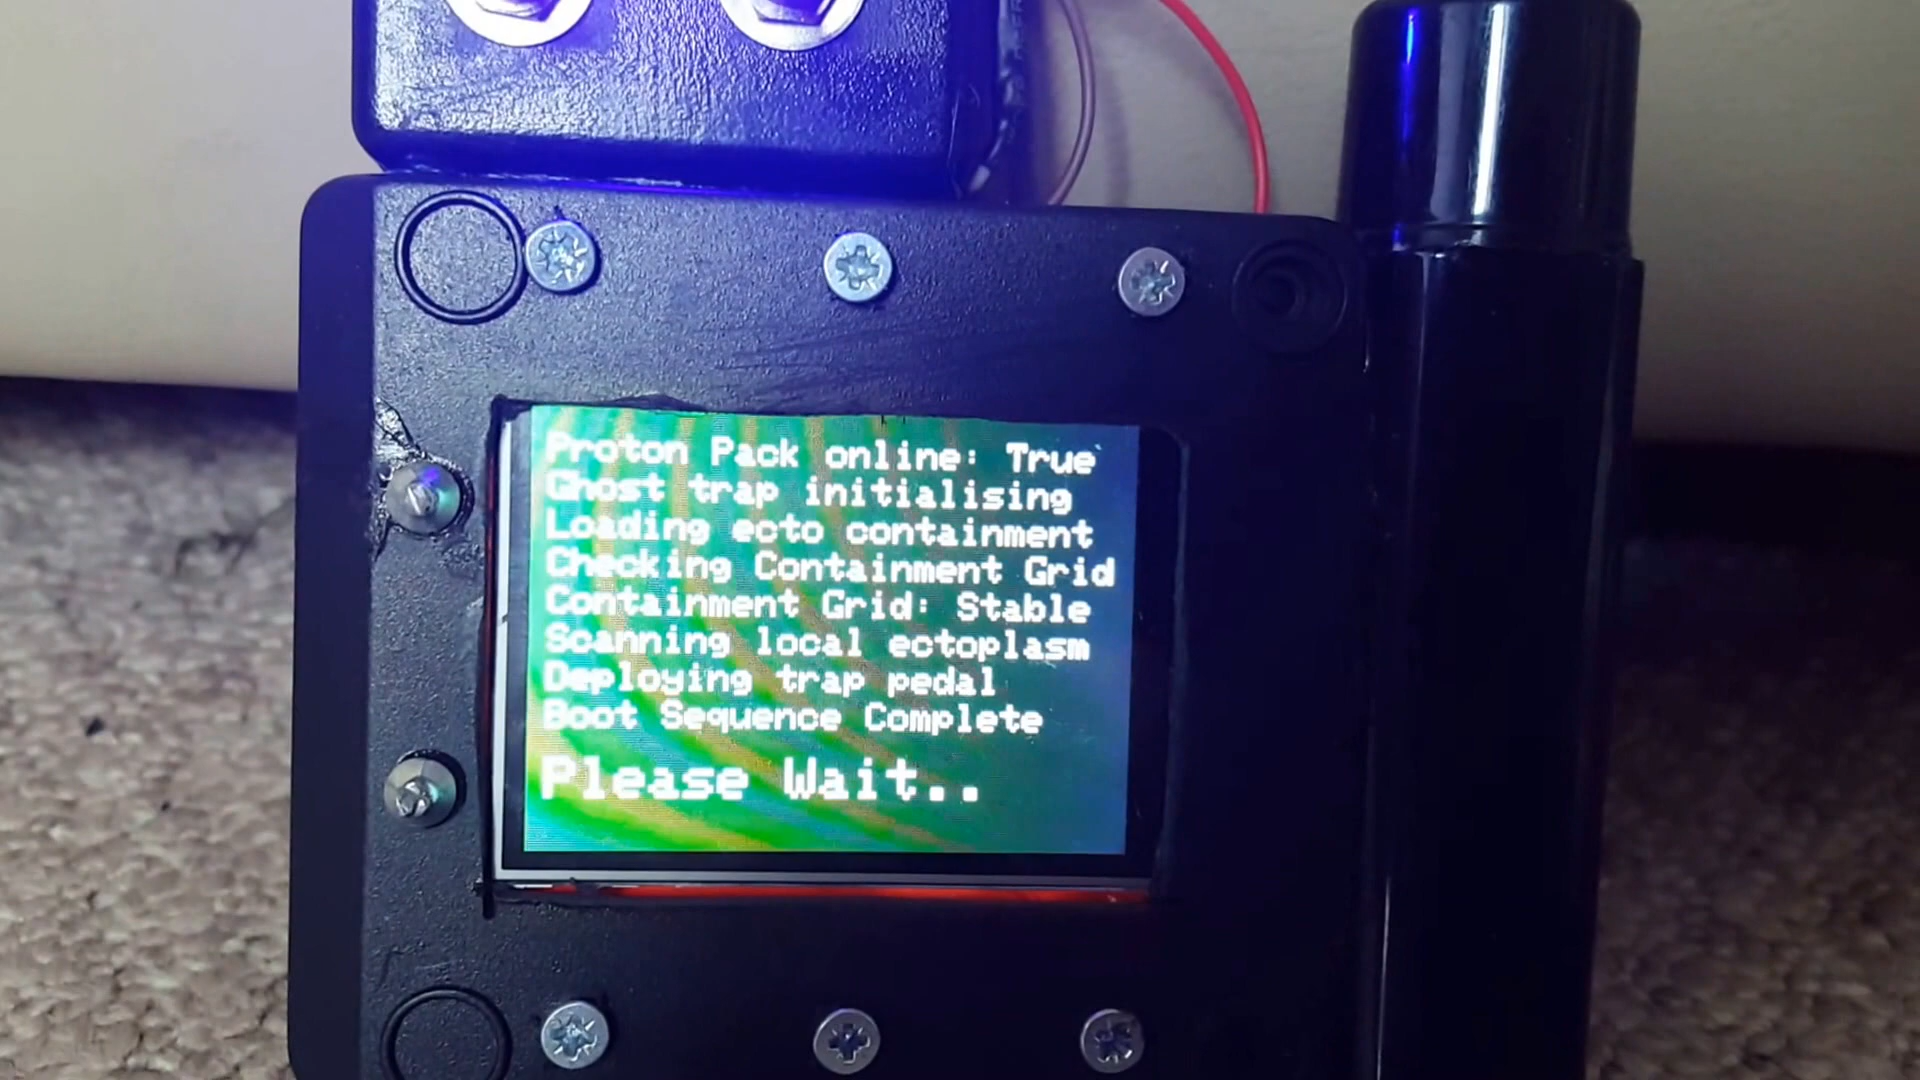 Proton Pack online: True
Ghost trap initialising
Loading ecto containment
Checking Containment Grid
Containment Grid: Stable
Scanning local ectoplasm
Deploying trap pedal
Boot Sequence Complete
Please Wait..